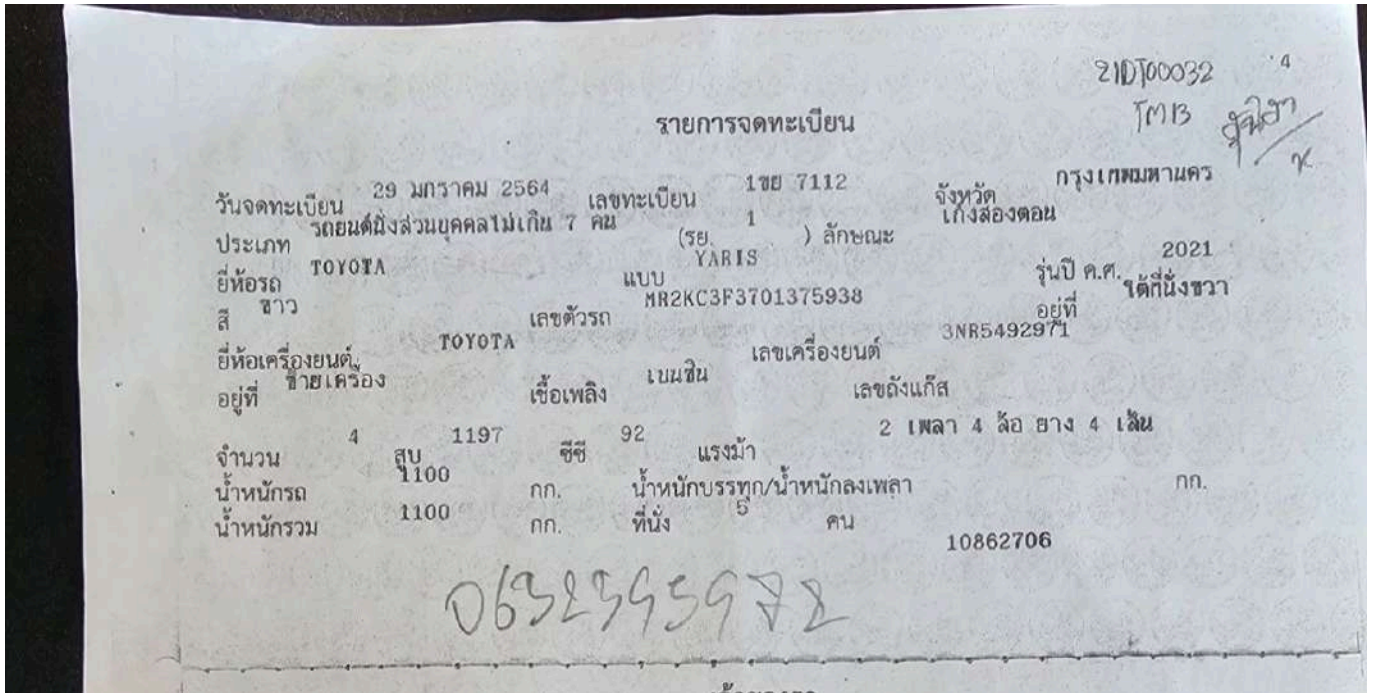 21DT00032 4
TMB
รายการจดทะเบียน
วันจดทะเบียน 29 มกราคม 2564 เลขทะเบียน 1ขย 7112 จังหวัด กรุงเทพมหานคร
ประเภท รถยนต์นั่งส่วนบุคคลไม่เกิน 7 คน (รย. 1 ) ลักษณะ เก๋งสองตอน
ยี่ห้อรถ TOYOTA แบบ YARIS รุ่นปี ค.ศ. 2021
สี ขาว เลขตัวรถ MR2KC3F3701375938 อยู่ที่ ใต้ที่นั่งขวา
ยี่ห้อเครื่องยนต์ TOYOTA เลขเครื่องยนต์ 3NR5492971
อยู่ที่ ซ้ายเครื่อง เชื้อเพลิง เบนซิน เลขถังแก๊ส
จำนวน 4 สูบ 1197 ซีซี 92 แรงม้า 2 เพลา 4 ล้อ ยาง 4 เส้น
น้ำหนักรถ 1100 กก. น้ำหนักบรรทุก/น้ำหนักลงเพลา กก.
น้ำหนักรวม 1100 กก. ที่นั่ง 5 คน
10862706